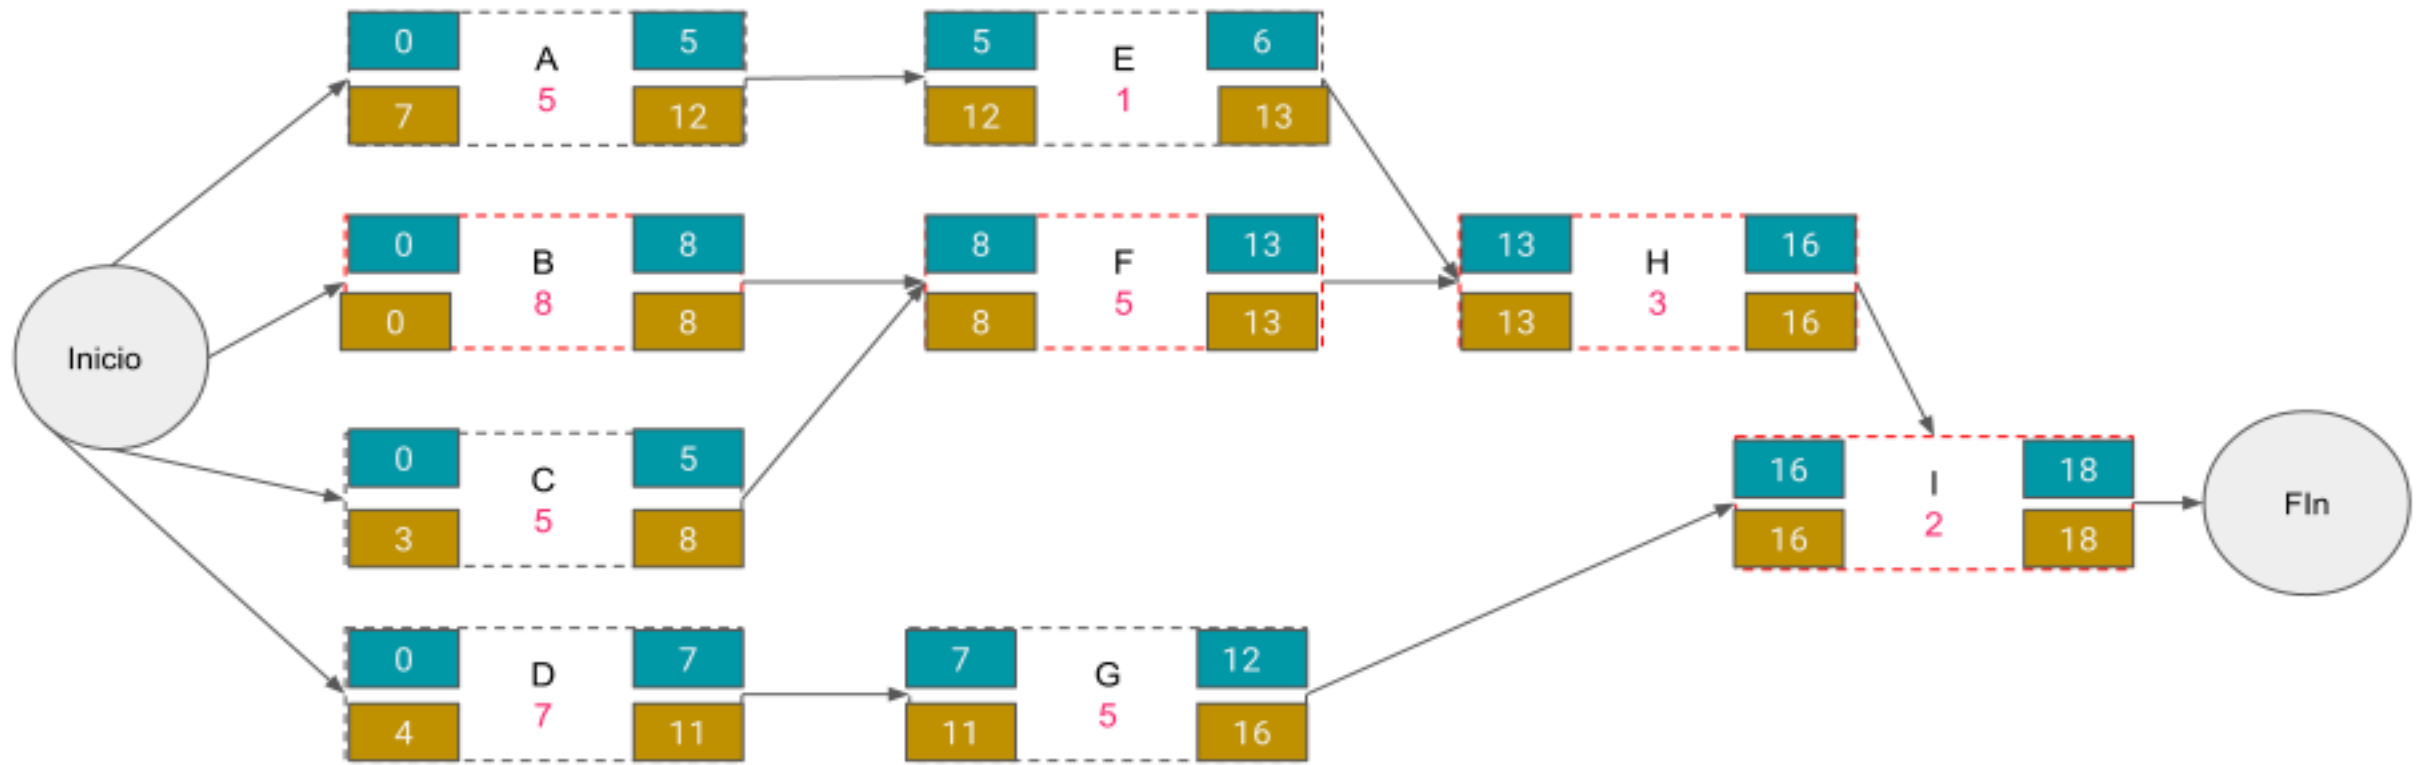 0 A 5
5
7 12
5 E 6
1
12 13
0 B 8
8
0 8
8 F 13
5
8 13
13 H 16
3
13 16
Inicio
0 C 5
5
3 8
16 I 18
2
16 18
FIn
0 D 7
7
4 11
7 G 12
5
11 16